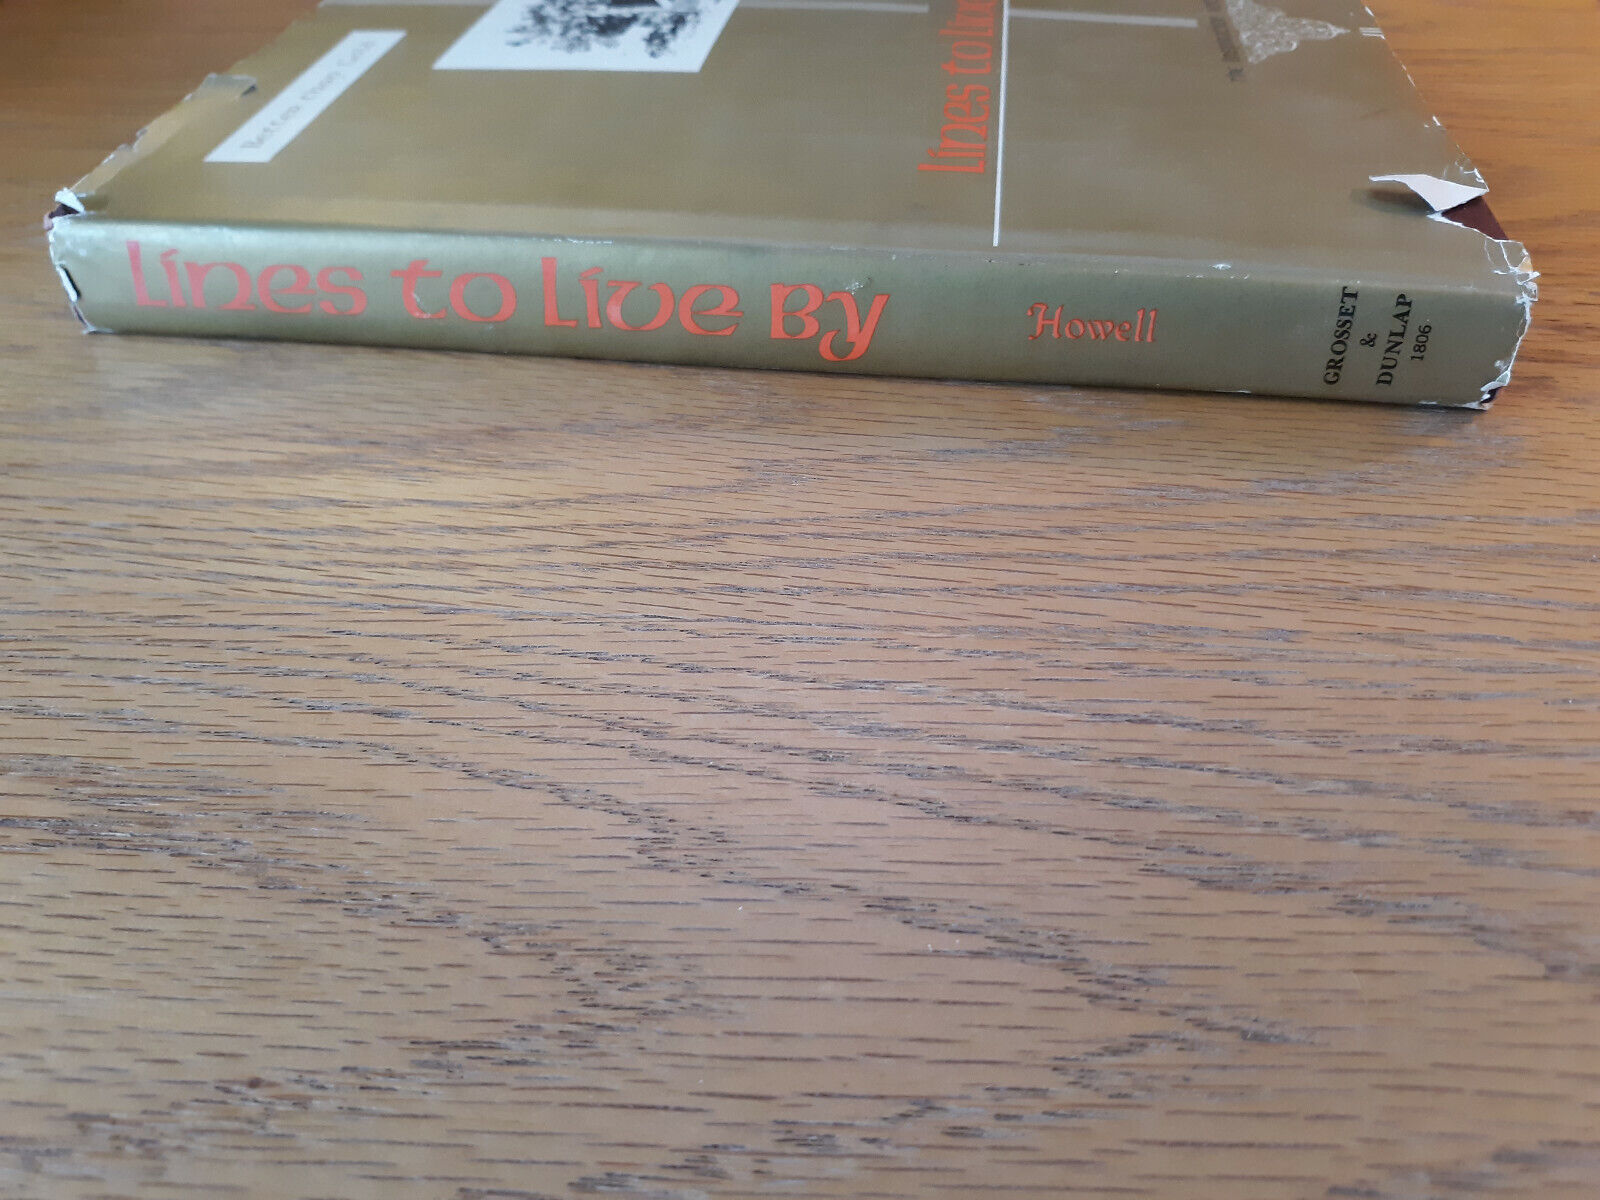 Lines to Live By
Howell
GROSSET
&
DUNLAP
1806
Lines to Live